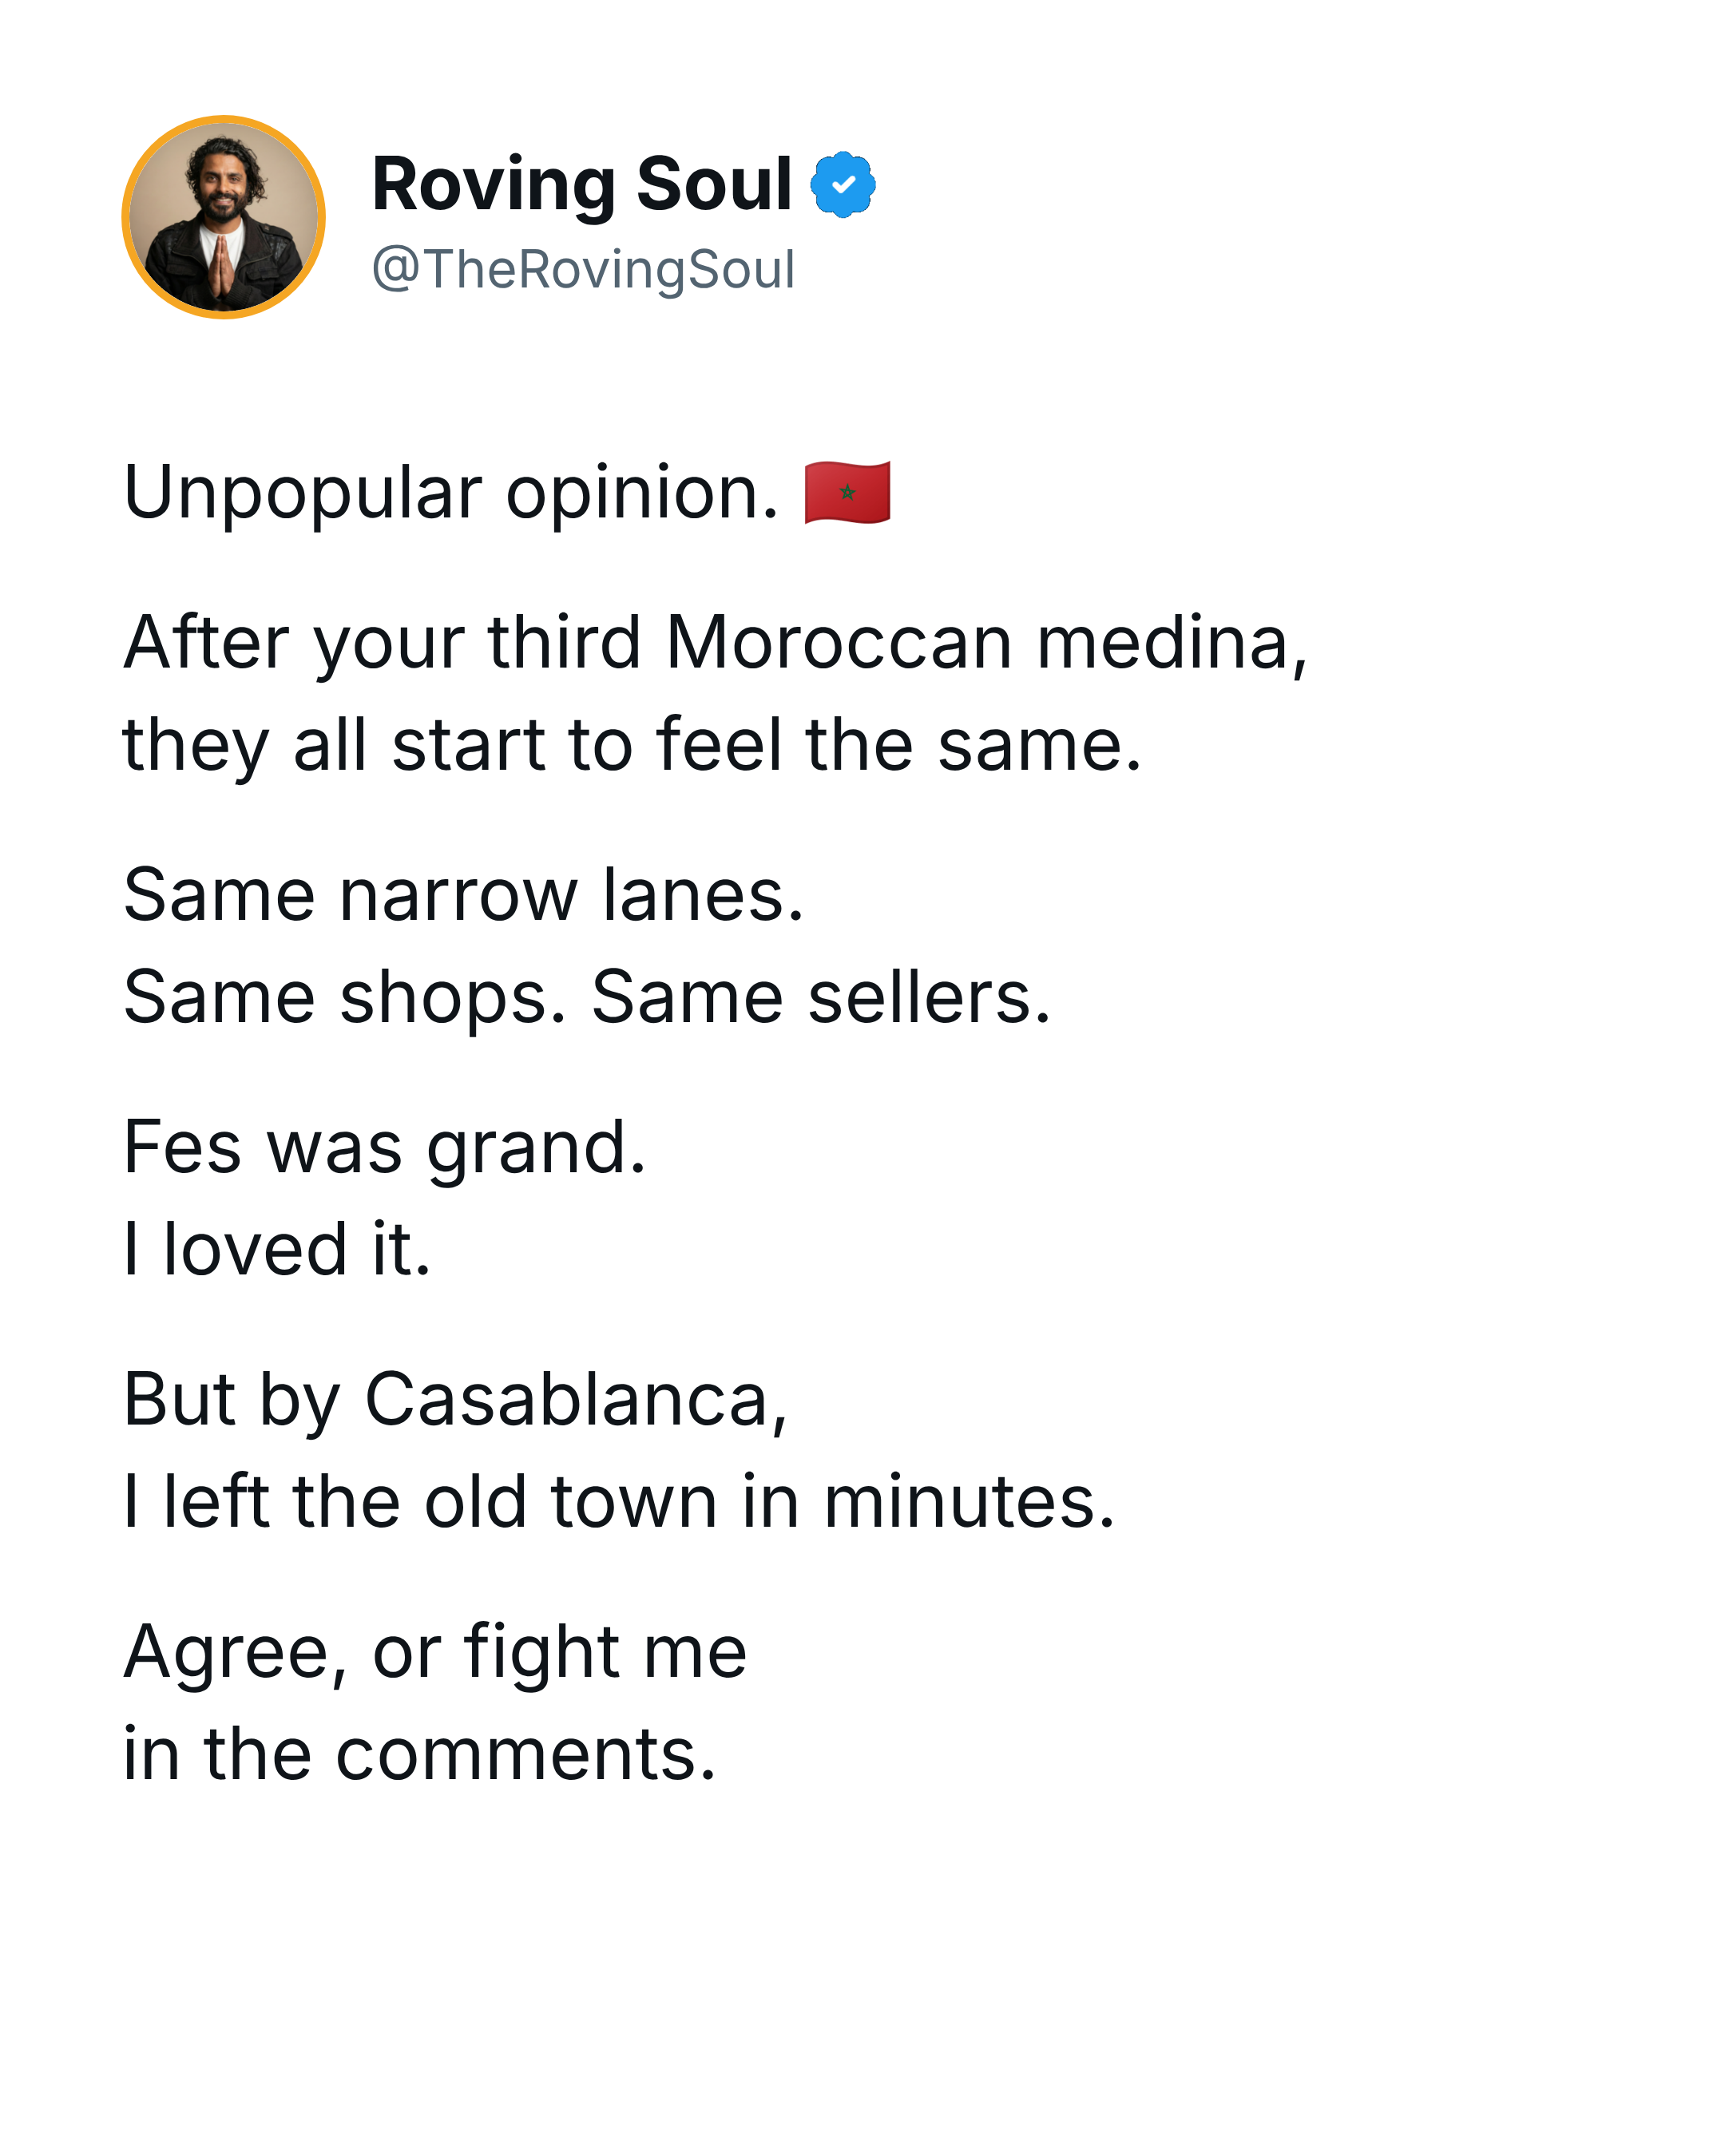 Roving Soul
@TheRovingSoul
Unpopular opinion. 🇲🇦
After your third Moroccan medina,
they all start to feel the same.
Same narrow lanes.
Same shops. Same sellers.
Fes was grand.
I loved it.
But by Casablanca,
I left the old town in minutes.
Agree, or fight me
in the comments.